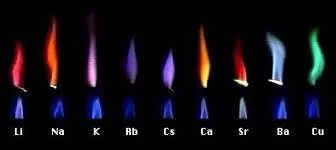 Li Na K Rb Cs Ca Sr Ba Cu